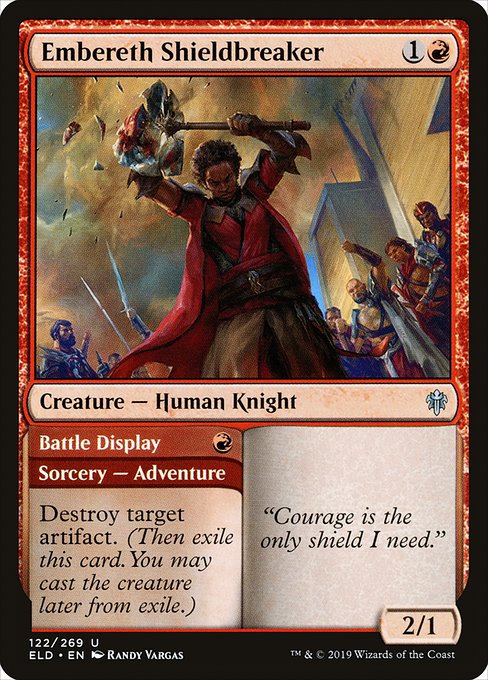 Embereth Shieldbreaker 1
Creature — Human Knight
Battle Display
Sorcery — Adventure
Destroy target
artifact. (Then exile
this card. You may
cast the creature
later from exile.)
“Courage is the
only shield I need.”
2/1
122/269 U
ELD • EN Randy Vargas
™ & © 2019 Wizards of the Coast